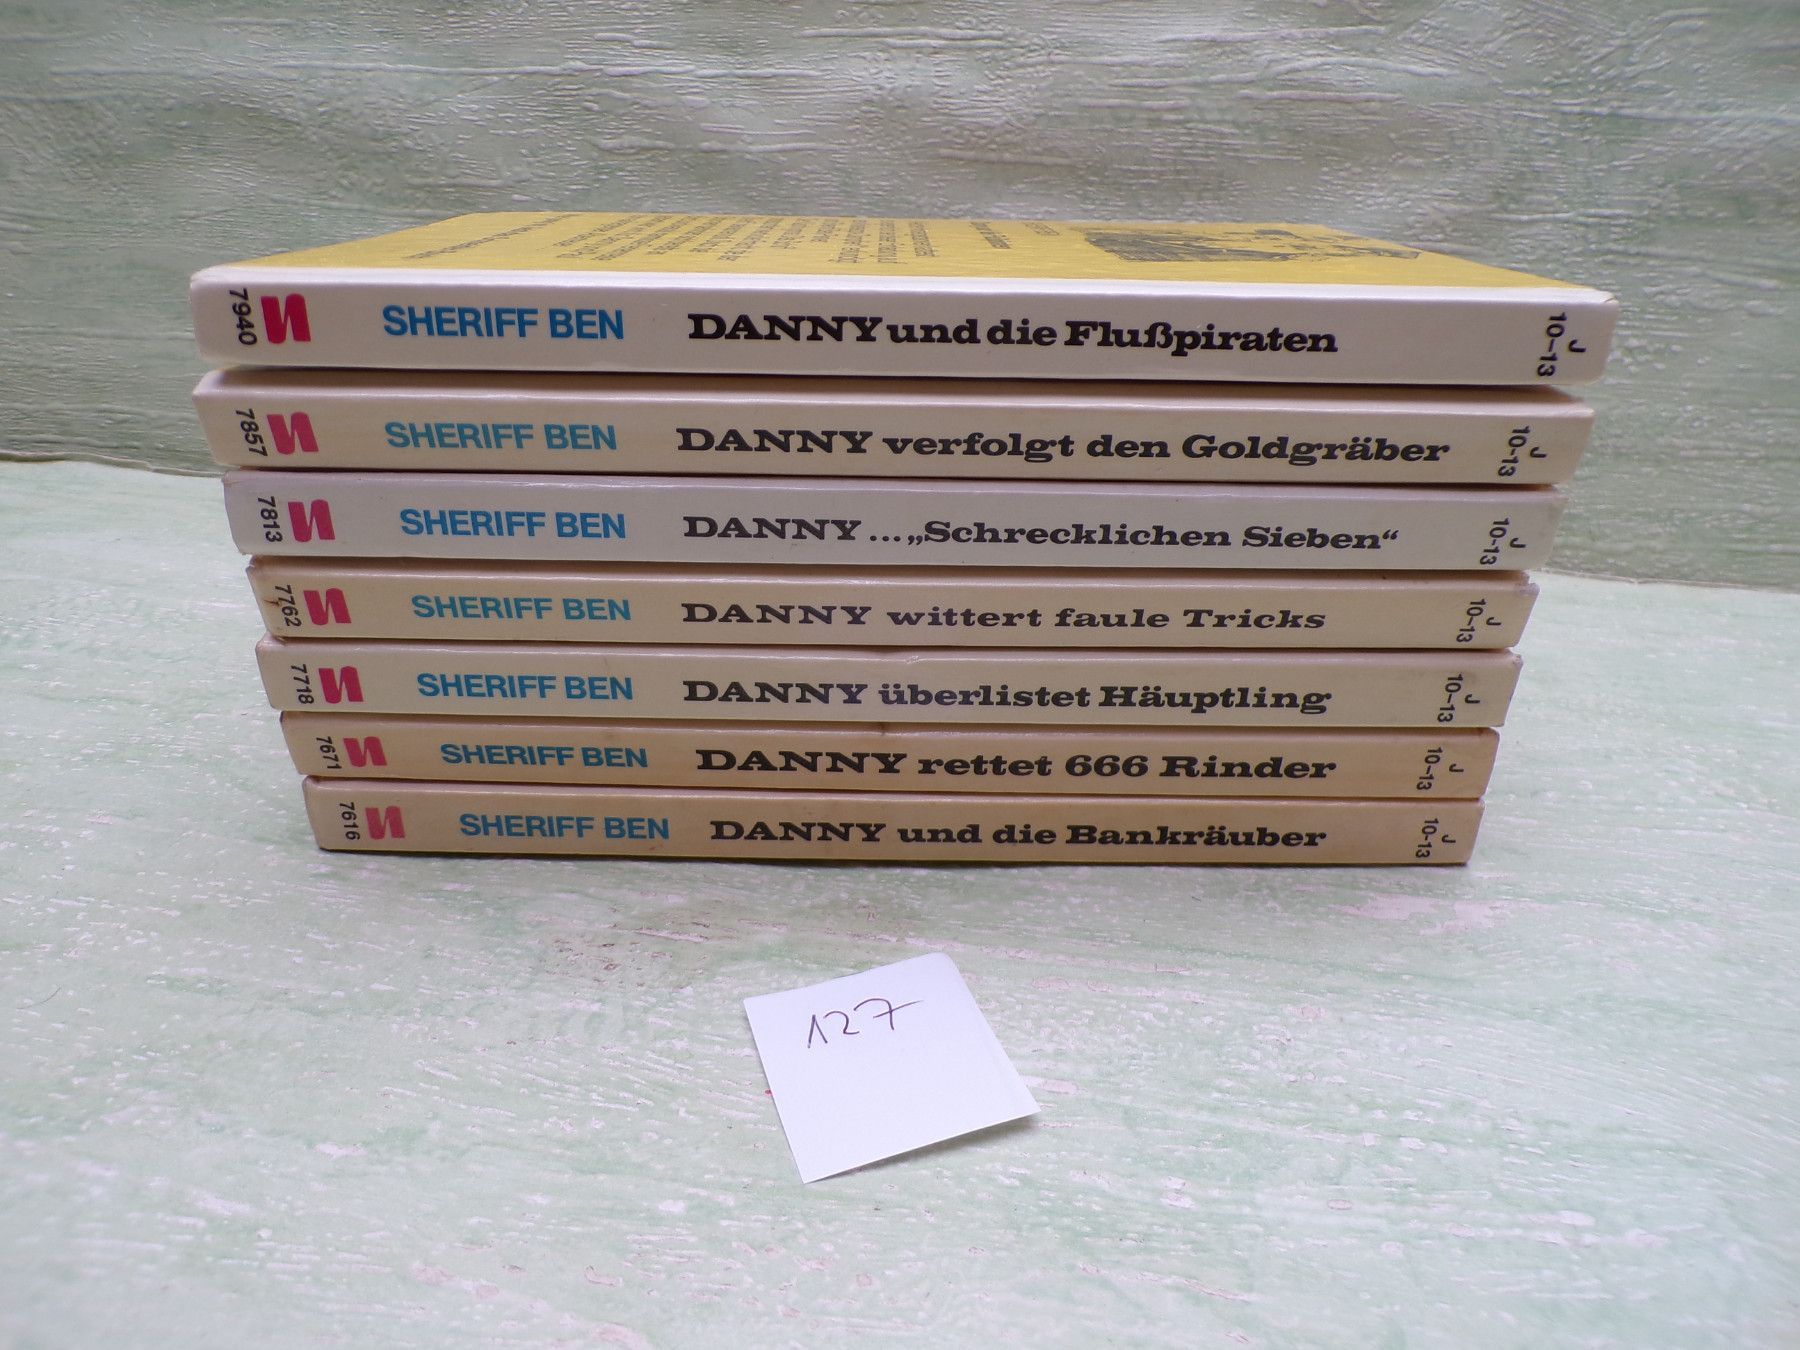 7940 SHERIFF BEN DANNY und die Flußpiraten J 10–13
7857 SHERIFF BEN DANNY verfolgt den Goldgräber J 10–13
7813 SHERIFF BEN DANNY ... „Schrecklichen Sieben“ J 10–13
7762 SHERIFF BEN DANNY wittert faule Tricks J 10–13
7718 SHERIFF BEN DANNY überlistet Häuptling J 10–13
7671 SHERIFF BEN DANNY rettet 666 Rinder J 10–13
7616 SHERIFF BEN DANNY und die Bankräuber J 10–13
127